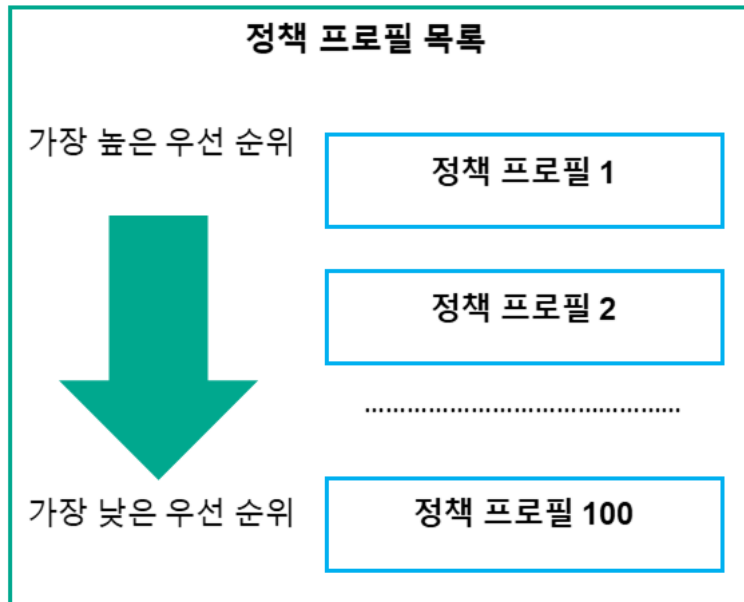 정책 프로필 목록
가장 높은 우선 순위
정책 프로필 1
정책 프로필 2
................................................
가장 낮은 우선 순위
정책 프로필 100